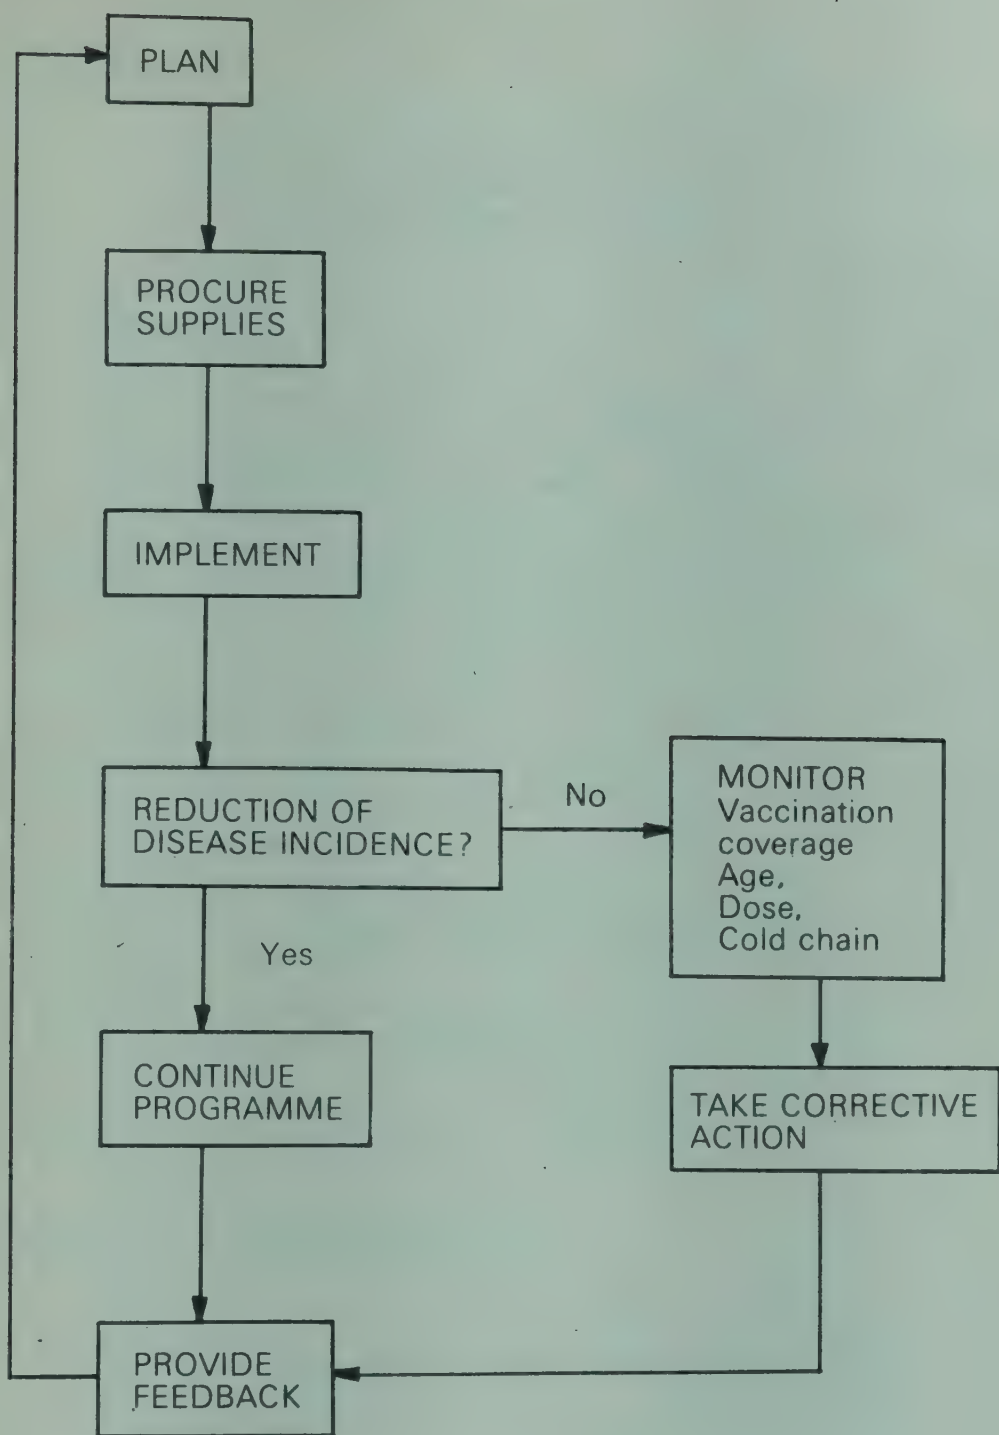 PLAN
PROCURE
SUPPLIES
IMPLEMENT
REDUCTION OF
DISEASE INCIDENCE?
No
MONITOR
Vaccination
coverage
Age,
Dose,
Cold chain
Yes
CONTINUE
PROGRAMME
TAKE CORRECTIVE
ACTION
PROVIDE
FEEDBACK